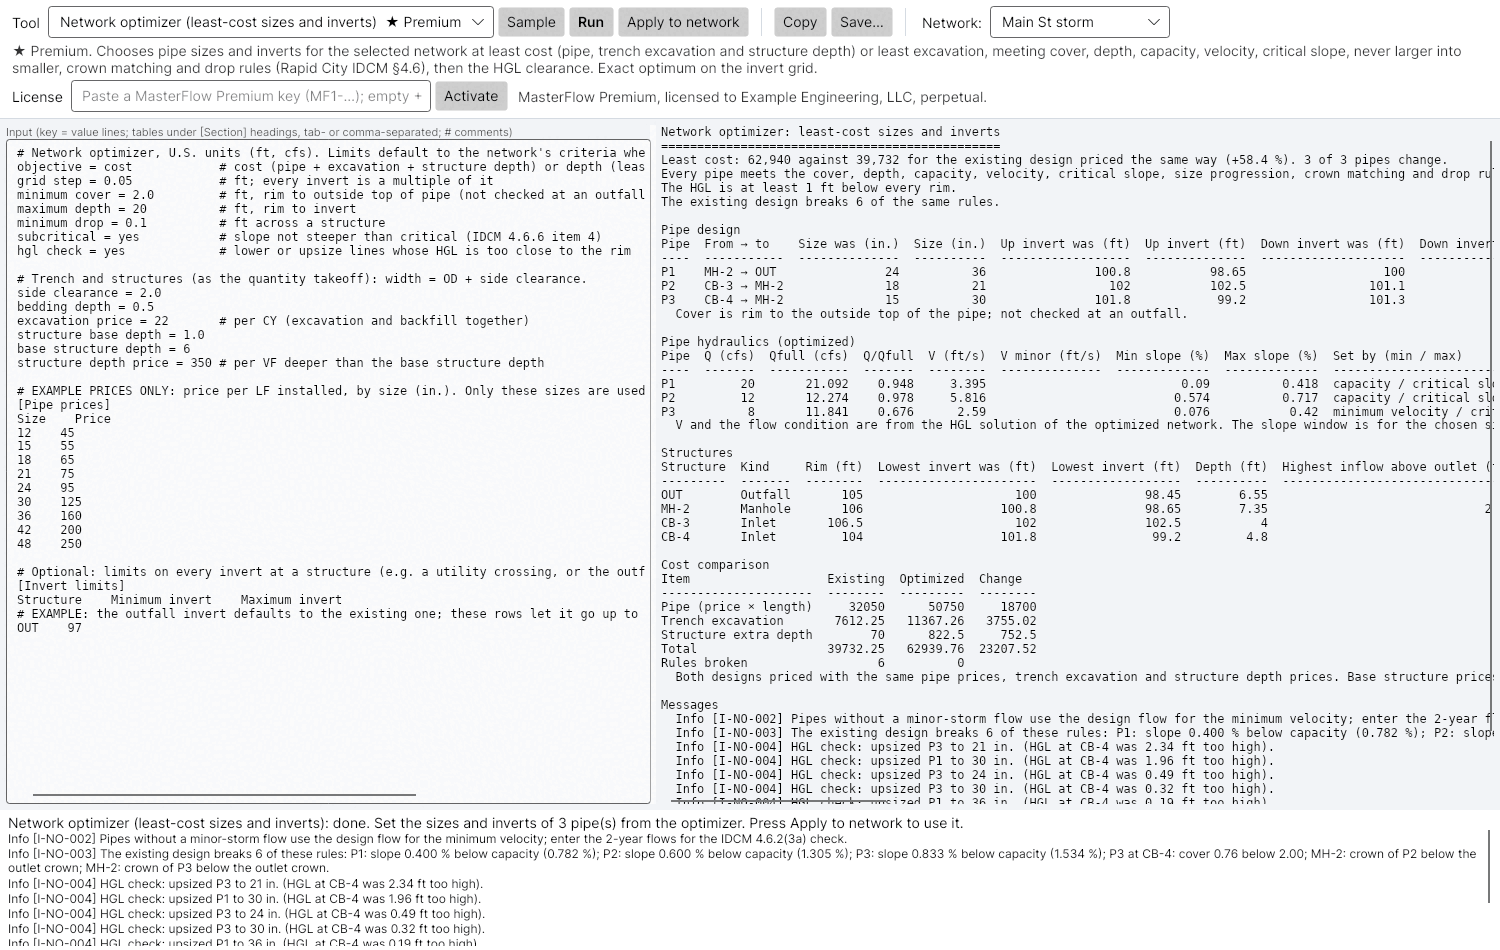 Tool  Network optimizer (least-cost sizes and inverts)  ★ Premium  Sample  Run  Apply to network  Copy  Save...  Network:  Main St storm
★ Premium. Chooses pipe sizes and inverts for the selected network at least cost (pipe, trench excavation and structure depth) or least excavation, meeting cover, depth, capacity, velocity, critical slope, never larger into
smaller, crown matching and drop rules (Rapid City IDCM §4.6), then the HGL clearance. Exact optimum on the invert grid.
License  Paste a MasterFlow Premium key (MF1-...); empty +  Activate  MasterFlow Premium, licensed to Example Engineering, LLC, perpetual.
Input (key = value lines; tables under [Section] headings, tab- or comma-separated; # comments)
# Network optimizer, U.S. units (ft, cfs). Limits default to the network's criteria whe
objective = cost         # cost (pipe + excavation + structure depth) or depth (leas
grid step = 0.05         # ft; every invert is a multiple of it
minimum cover = 2.0      # ft, rim to outside top of pipe (not checked at an outfall
maximum depth = 20       # ft, rim to invert
minimum drop = 0.1       # ft across a structure
subcritical = yes        # slope not steeper than critical (IDCM 4.6.6 item 4)
hgl check = yes          # lower or upsize lines whose HGL is too close to the rim
# Trench and structures (as the quantity takeoff): width = OD + side clearance.
side clearance = 2.0
bedding depth = 0.5
excavation price = 22       # per CY (excavation and backfill together)
structure base depth = 1.0
base structure depth = 6
structure depth price = 350 # per VF deeper than the base structure depth
# EXAMPLE PRICES ONLY: price per LF installed, by size (in.). Only these sizes are used
[Pipe prices]
Size    Price
12    45
15    55
18    65
21    75
24    95
30    125
36    160
42    200
48    250
# Optional: limits on every invert at a structure (e.g. a utility crossing, or the outf
[Invert limits]
Structure    Minimum invert    Maximum invert
# EXAMPLE: the outfall invert defaults to the existing one; these rows let it go up to
OUT    97
Network optimizer: least-cost sizes and inverts
===============================================
Least cost: 62,940 against 39,732 for the existing design priced the same way (+58.4 %). 3 of 3 pipes change.
Every pipe meets the cover, depth, capacity, velocity, critical slope, size progression, crown matching and drop ru
The HGL is at least 1 ft below every rim.
The existing design breaks 6 of the same rules.
Pipe design
Pipe  From → to    Size was (in.)  Size (in.)  Up invert was (ft)  Up invert (ft)  Down invert was (ft)  Down inver
P1    MH-2 → OUT               24          36               100.8           98.65                   100
P2    CB-3 → MH-2              18          21                 102           102.5                 101.1
P3    CB-4 → MH-2              15          30               101.8            99.2                 101.3
Cover is rim to the outside top of the pipe; not checked at an outfall.
Pipe hydraulics (optimized)
Pipe  Q (cfs)  Qfull (cfs)  Q/Qfull  V (ft/s)  V minor (ft/s)  Min slope (%)  Max slope (%)  Set by (min / max)
P1         20       21.092    0.948     3.395                           0.09          0.418  capacity / critical slo
P2         12       12.274    0.978     5.816                          0.574          0.717  capacity / critical slo
P3          8       11.841    0.676      2.59                          0.076           0.42  minimum velocity / cri
V and the flow condition are from the HGL solution of the optimized network. The slope window is for the chosen s
Structures
Structure  Kind     Rim (ft)  Lowest invert was (ft)  Lowest invert (ft)  Depth (ft)  Highest inflow above outlet (
OUT        Outfall       105                     100               98.45        6.55
MH-2       Manhole       106                   100.8               98.65        7.35                              2
CB-3       Inlet       106.5                     102               102.5           4
CB-4       Inlet         104                   101.8                99.2         4.8
Cost comparison
Item                   Existing  Optimized  Change
Pipe (price × length)     32050      50750     18700
Trench excavation       7612.25   11367.26   3755.02
Structure extra depth        70      822.5     752.5
Total                  39732.25   62939.76  23207.52
Rules broken                  6          0
Both designs priced with the same pipe prices, trench excavation and structure depth prices. Base structure prices
Messages
Info [I-NO-002] Pipes without a minor-storm flow use the design flow for the minimum velocity; enter the 2-year f
Info [I-NO-003] The existing design breaks 6 of these rules: P1: slope 0.400 % below capacity (0.782 %); P2: slope
Info [I-NO-004] HGL check: upsized P3 to 21 in. (HGL at CB-4 was 2.34 ft too high).
Info [I-NO-004] HGL check: upsized P1 to 30 in. (HGL at CB-4 was 1.96 ft too high).
Info [I-NO-004] HGL check: upsized P3 to 24 in. (HGL at CB-4 was 0.49 ft too high).
Info [I-NO-004] HGL check: upsized P3 to 30 in. (HGL at CB-4 was 0.32 ft too high).
Info [I-NO-004] HGL check: upsized P1 to 36 in. (HGL at CB-4 was 0.19 ft too high)
Network optimizer (least-cost sizes and inverts): done. Set the sizes and inverts of 3 pipe(s) from the optimizer. Press Apply to network to use it.
Info [I-NO-002] Pipes without a minor-storm flow use the design flow for the minimum velocity; enter the 2-year flows for the IDCM 4.6.2(3a) check.
Info [I-NO-003] The existing design breaks 6 of these rules: P1: slope 0.400 % below capacity (0.782 %); P2: slope 0.600 % below capacity (1.305 %); P3: slope 0.833 % below capacity (1.534 %); P3 at CB-4: cover 0.76 below 2.00; MH-2: crown of P2 below the
outlet crown; MH-2: crown of P3 below the outlet crown.
Info [I-NO-004] HGL check: upsized P3 to 21 in. (HGL at CB-4 was 2.34 ft too high).
Info [I-NO-004] HGL check: upsized P1 to 30 in. (HGL at CB-4 was 1.96 ft too high).
Info [I-NO-004] HGL check: upsized P3 to 24 in. (HGL at CB-4 was 0.49 ft too high).
Info [I-NO-004] HGL check: upsized P3 to 30 in. (HGL at CB-4 was 0.32 ft too high).
Info [I-NO-004] HGL check: upsized P1 to 36 in. (HGL at CB-4 was 0.19 ft too high)